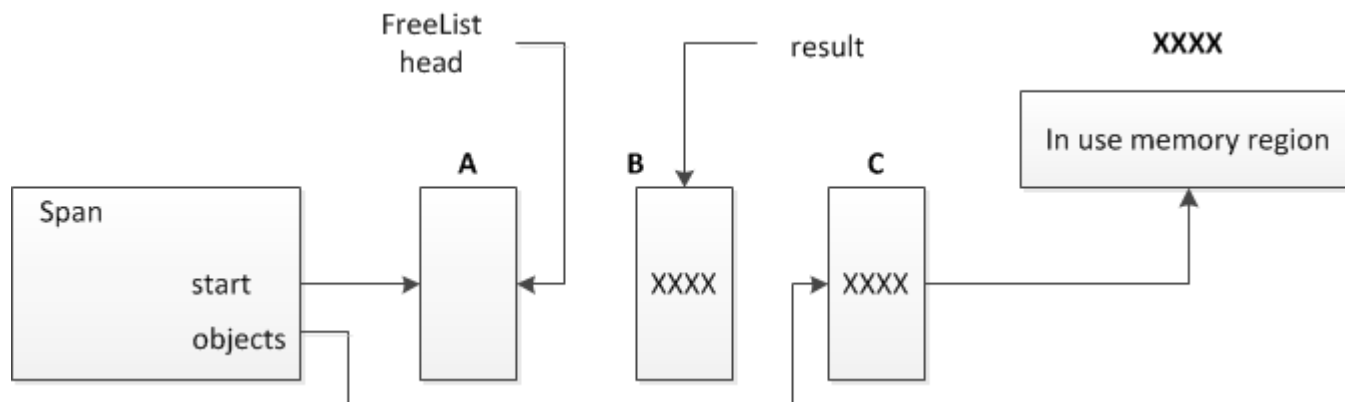 FreeList
head
result
XXXX
In use memory region
A
B
C
Span
start
objects
XXXX
XXXX